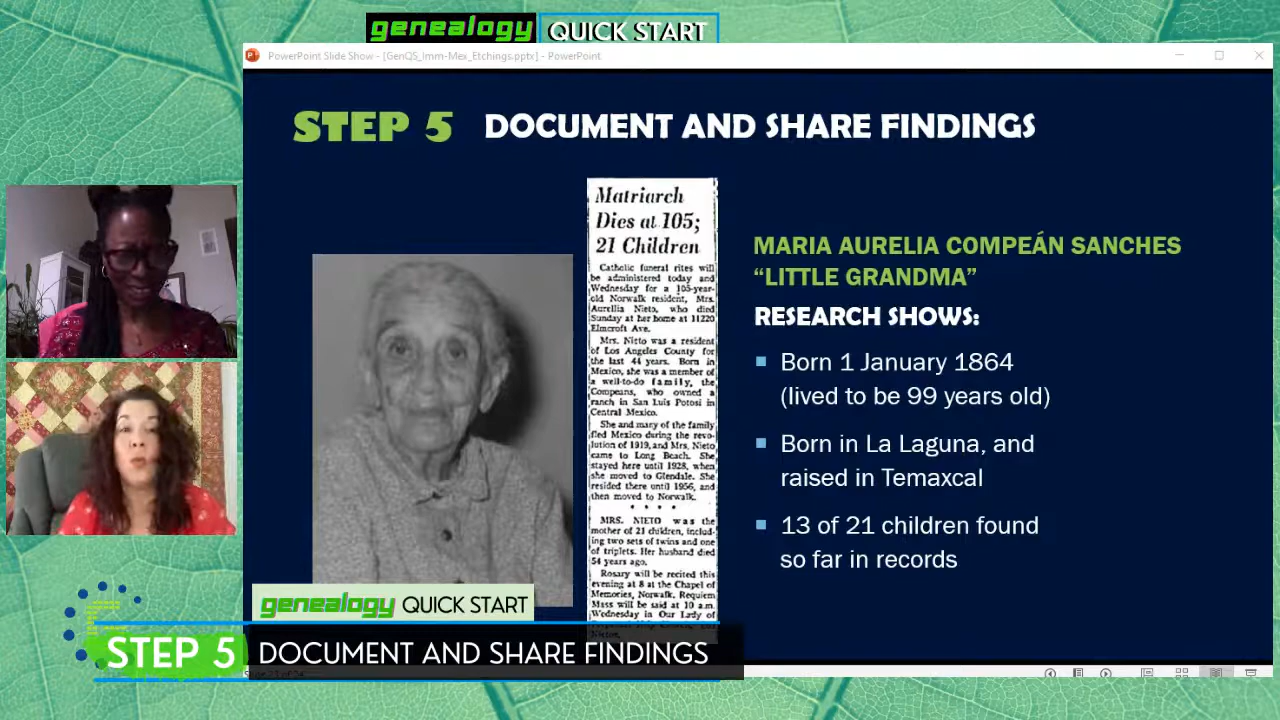 genealogy QUICK START
PowerPoint Slide Show - [GenQS_Imm-Mex_Etchings.pptx] - PowerPoint
STEP 5 DOCUMENT AND SHARE FINDINGS
Matriarch
Dies at 105;
21 Children
Catholic funeral rites will
be administered today and
Wednesday for a 105-year-
old Norwalk resident, Mrs.
Aurellia Nieto, who died
Sunday at her home at 11220
Elmcroft Ave.
Mrs. Nieto was a resident
of Los Angeles County for
the last 44 years. Born in
Mexico, she was a member of
a well-to-do family, the
Compeans, who owned a
ranch in San Luis Potosi in
Central Mexico.
She and many of the family
fled Mexico during the revo-
lution of 1919, and Mrs. Nieto
came to Long Beach. She
stayed here until 1928, when
she moved to Glendale. She
resided there until 1956, and
then moved to Norwalk.
* * * *
MRS. NIETO was the
mother of 21 children, includ-
ing two sets of twins and one
of triplets. Her husband died
54 years ago.
Rosary will be recited this
evening at 8 at the Chapel of
Memories, Norwalk. Requiem
Mass will be said at 10 a.m.
Wednesday in Our Lady of
MARIA AURELIA COMPEÁN SANCHES
“LITTLE GRANDMA”
RESEARCH SHOWS:
Born 1 January 1864
(lived to be 99 years old)
Born in La Laguna, and
raised in Temaxcal
13 of 21 children found
so far in records
genealogy QUICK START
STEP 5 DOCUMENT AND SHARE FINDINGS